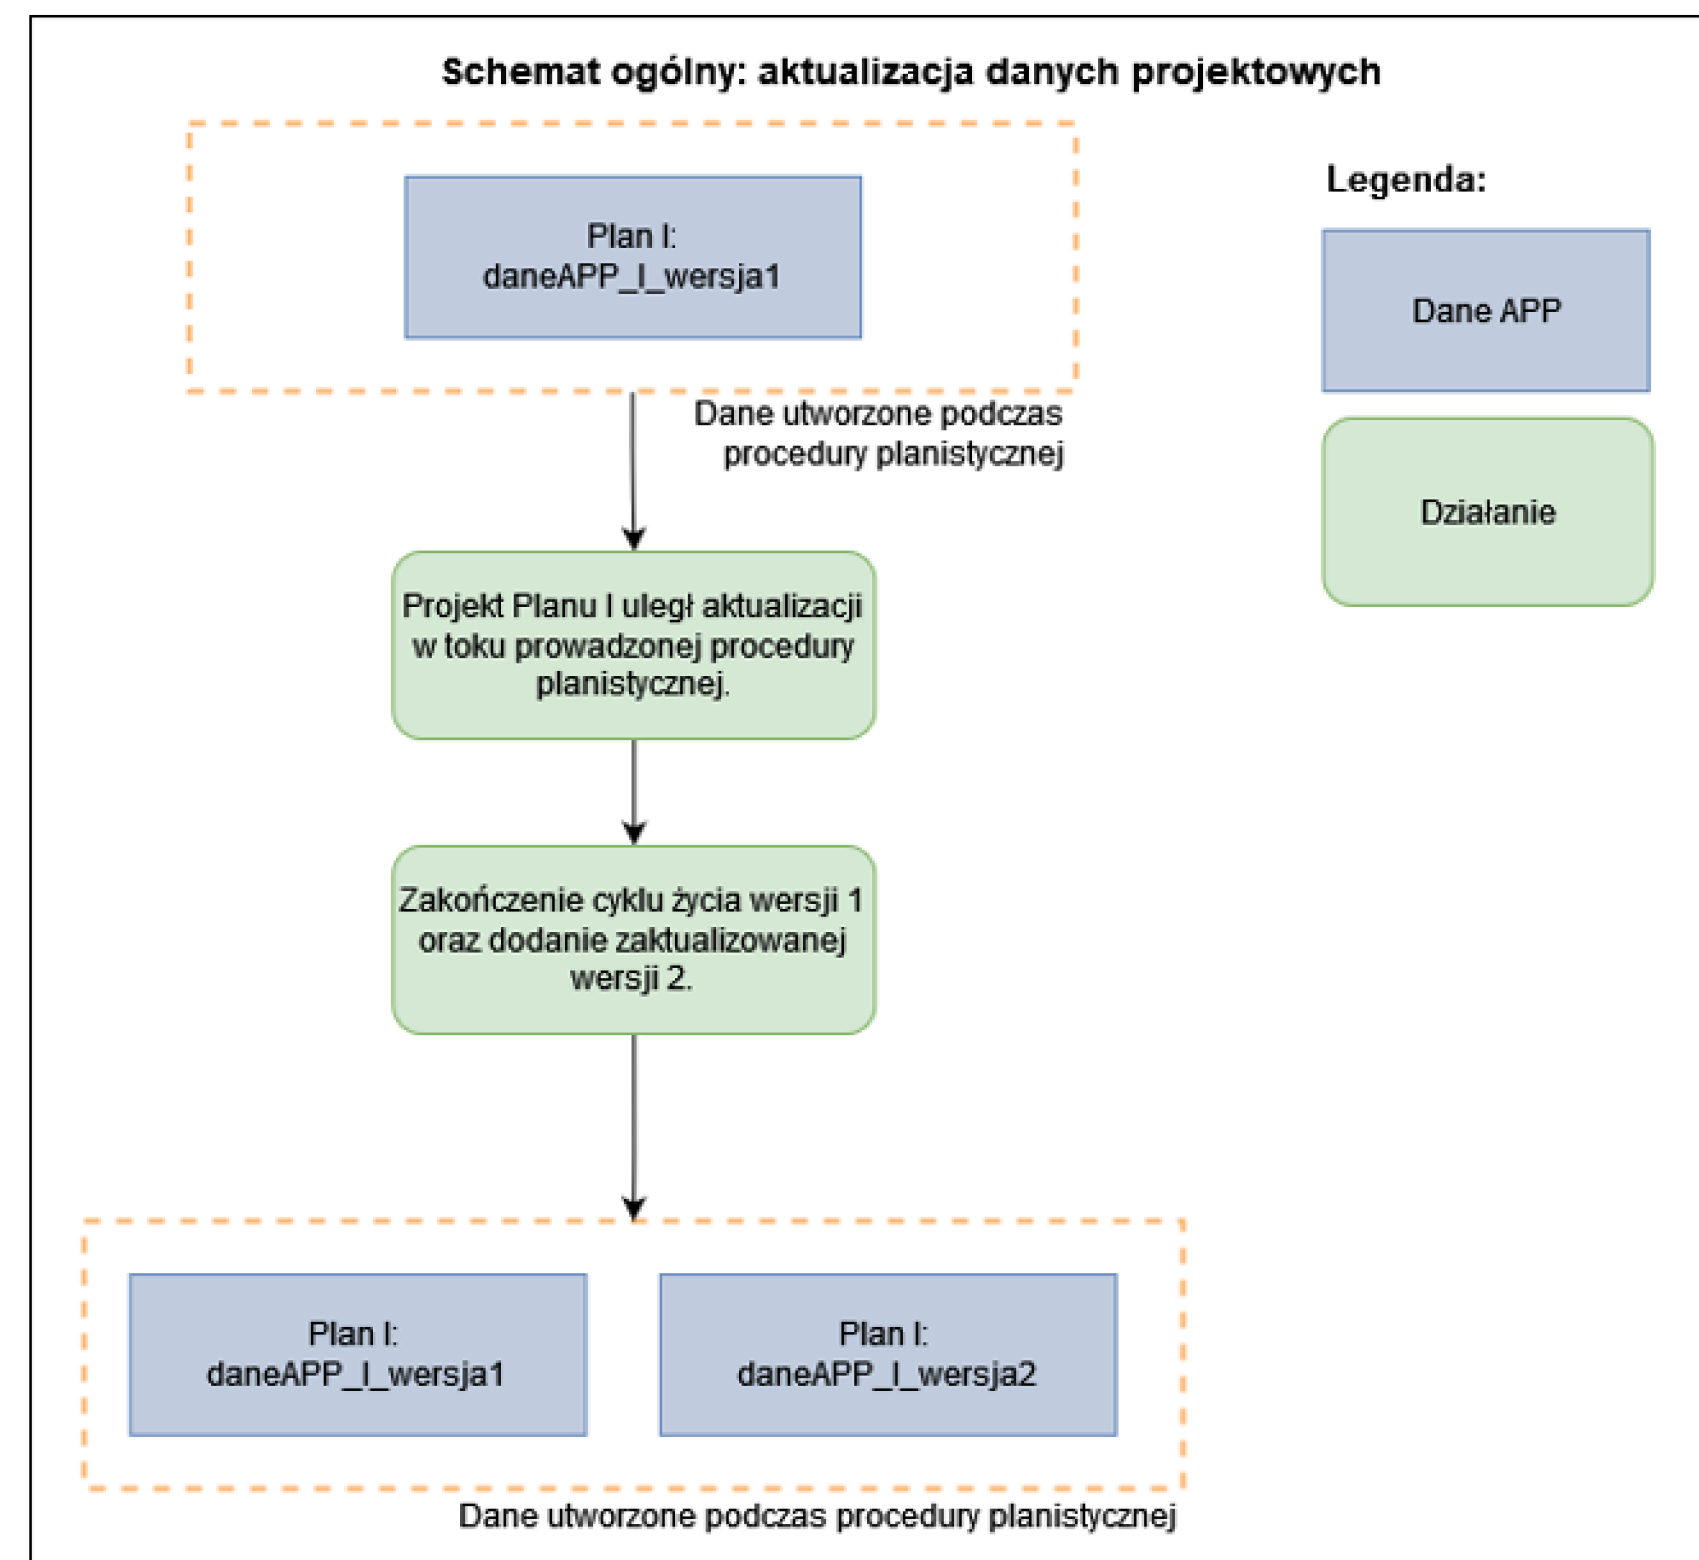 Schemat ogólny: aktualizacja danych projektowych
Plan I:
daneAPP_I_wersja1
Legenda:
Dane APP
Działanie
Dane utworzone podczas
procedury planistycznej
Projekt Planu I uległ aktualizacji
w toku prowadzonej procedury
planistycznej.
Zakończenie cyklu życia wersji 1
oraz dodanie zaktualizowanej
wersji 2.
Plan I:
daneAPP_I_wersja1
Plan I:
daneAPP_I_wersja2
Dane utworzone podczas procedury planistycznej